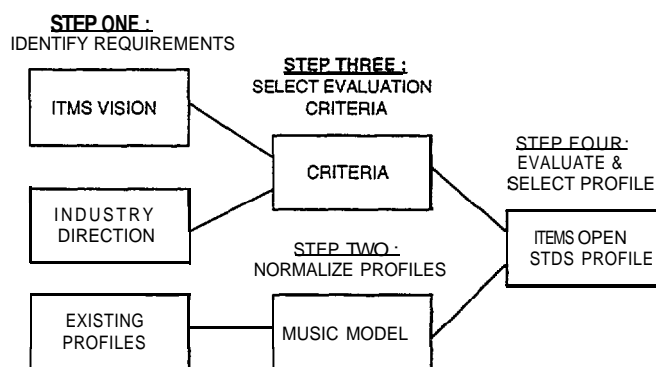 STEP ONE :
IDENTIFY REQUIREMENTS
ITMS VISION
INDUSTRY
DIRECTION
EXISTING
PROFILES
STEP THREE :
SELECT EVALUATION
CRITERIA
CRITERIA
STEP TWO :
NORMALIZE PROFILES
MUSIC MODEL
STEP FOUR:
EVALUATE &
SELECT PROFILE
ITEMS OPEN
STDS PROFILE